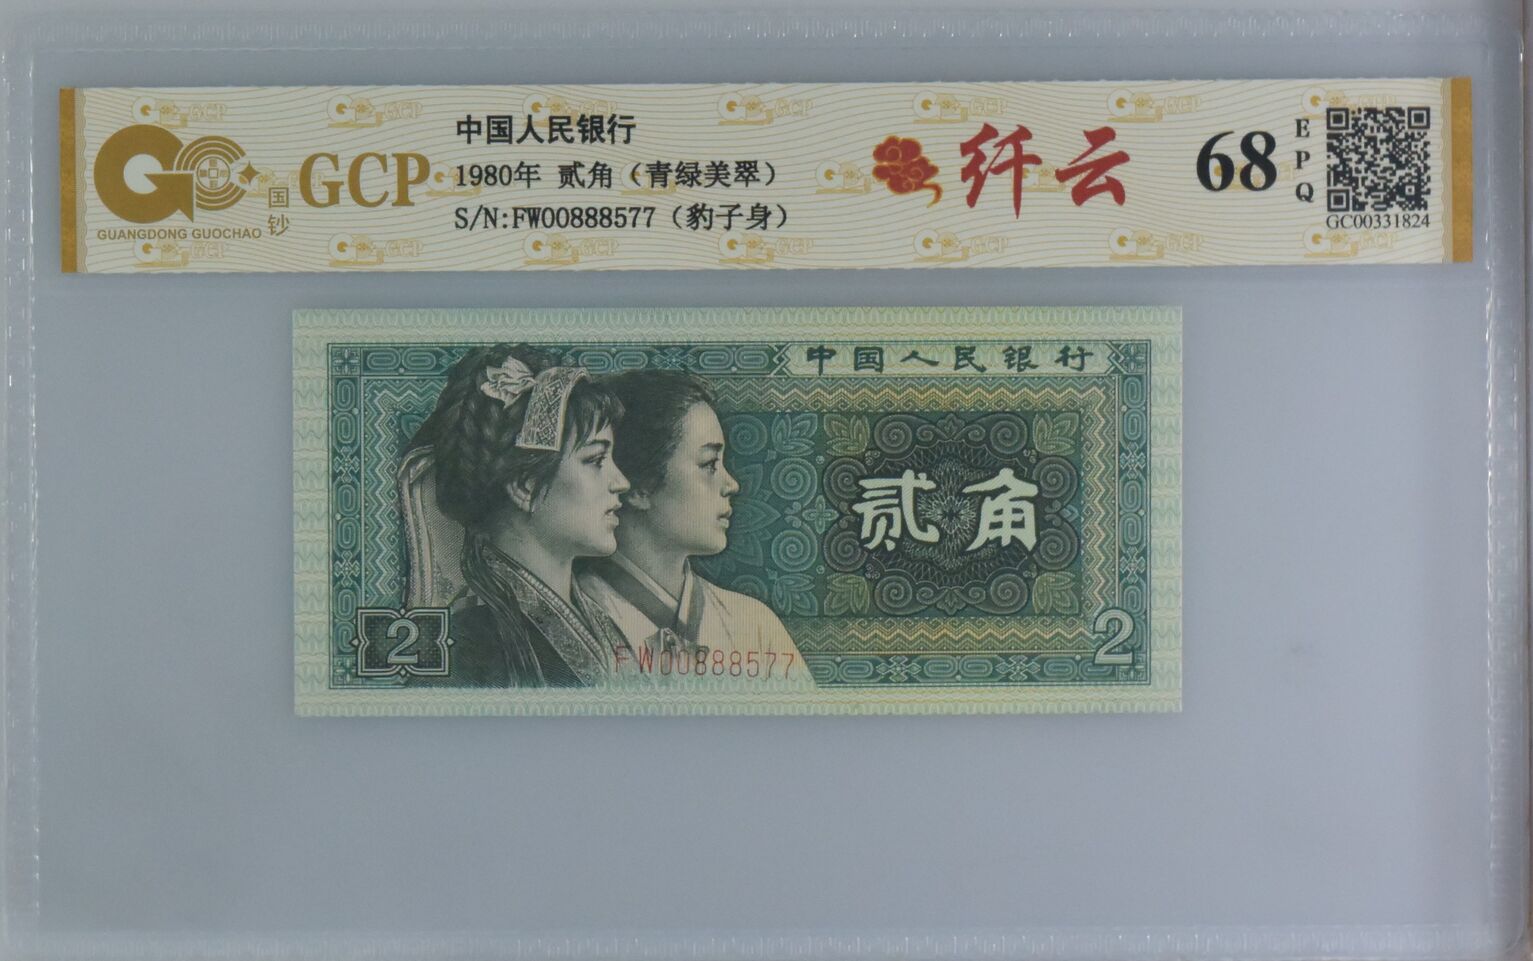 GC
国钞
GUANGDONG GUOCHAO
GCP
中国人民银行
1980年 贰角（青绿美翠）
S/N:FW00888577（豹子身）
纤云
68
EPQ
GC00331824
中国人民银行
贰角
2
2
FW00888577